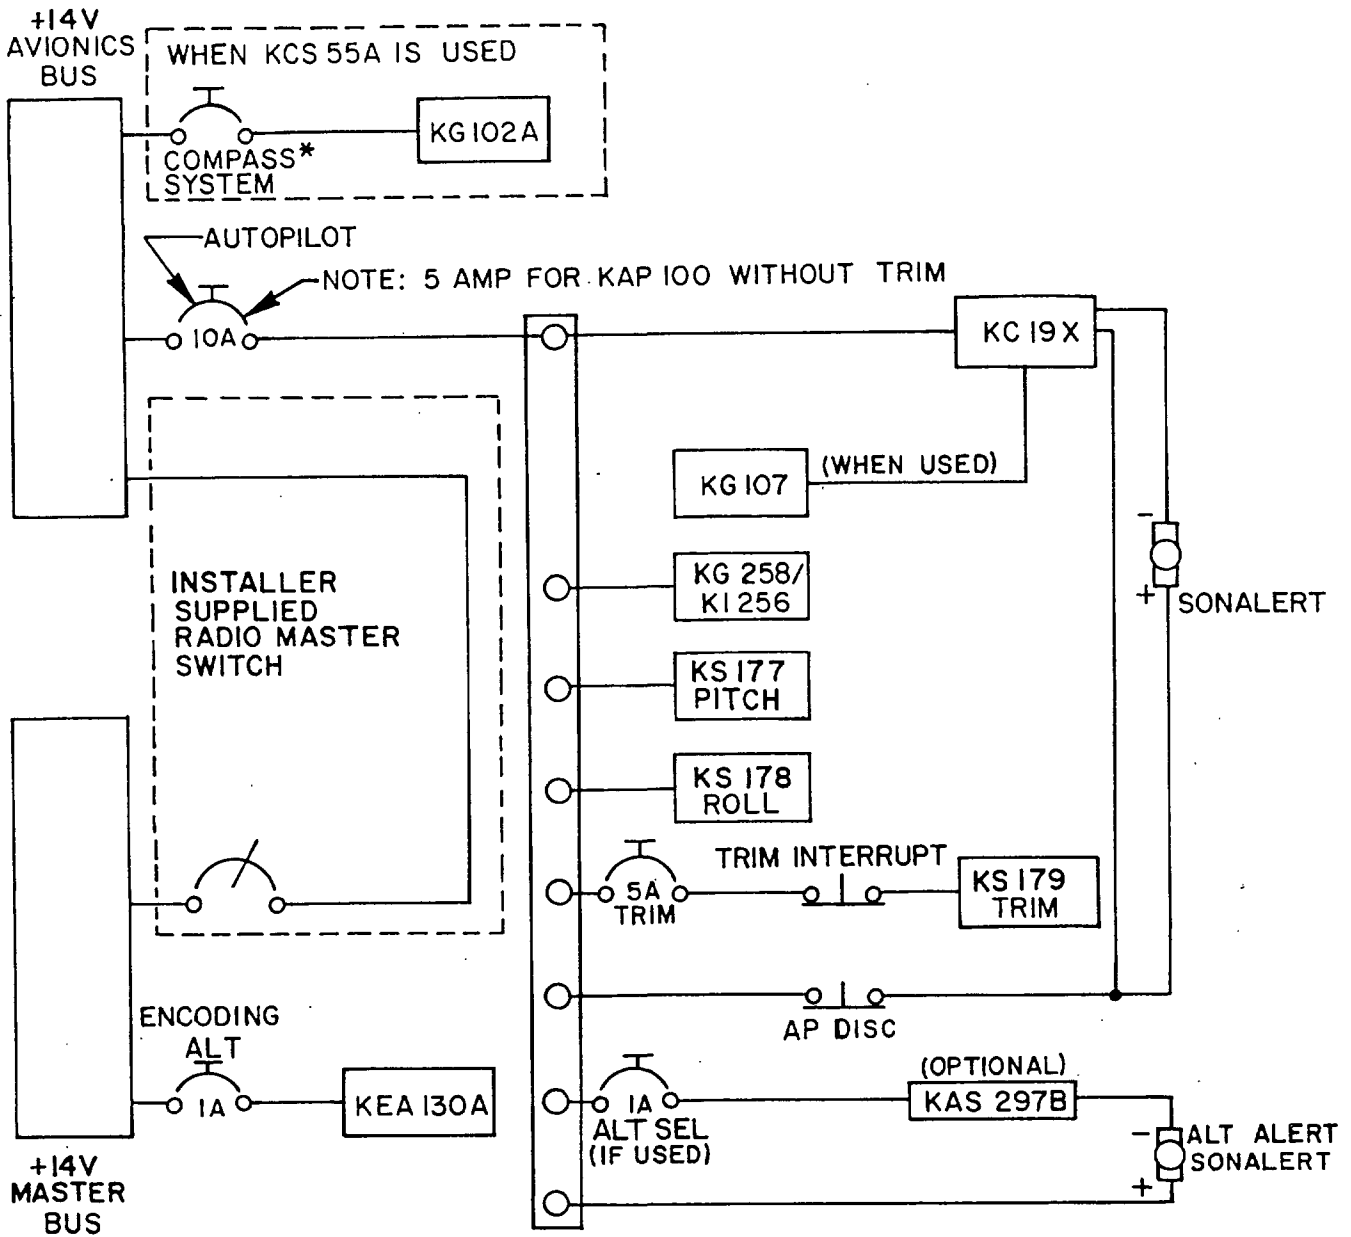 +14V
AVIONICS
BUS
WHEN KCS 55A IS USED
KG 102A
COMPASS*
SYSTEM
AUTOPILOT
NOTE: 5 AMP FOR KAP 100 WITHOUT TRIM
10A
KC 19X
KG 107
(WHEN USED)
KG 258/
KI 256
-
+
SONALERT
INSTALLER
SUPPLIED
RADIO MASTER
SWITCH
KS 177
PITCH
KS 178
ROLL
TRIM INTERRUPT
5A
TRIM
KS 179
TRIM
AP DISC
ENCODING
ALT
1A
KEA 130A
(OPTIONAL)
KAS 297B
1A
ALT SEL
(IF USED)
-
+
ALT ALERT
SONALERT
+14V
MASTER
BUS